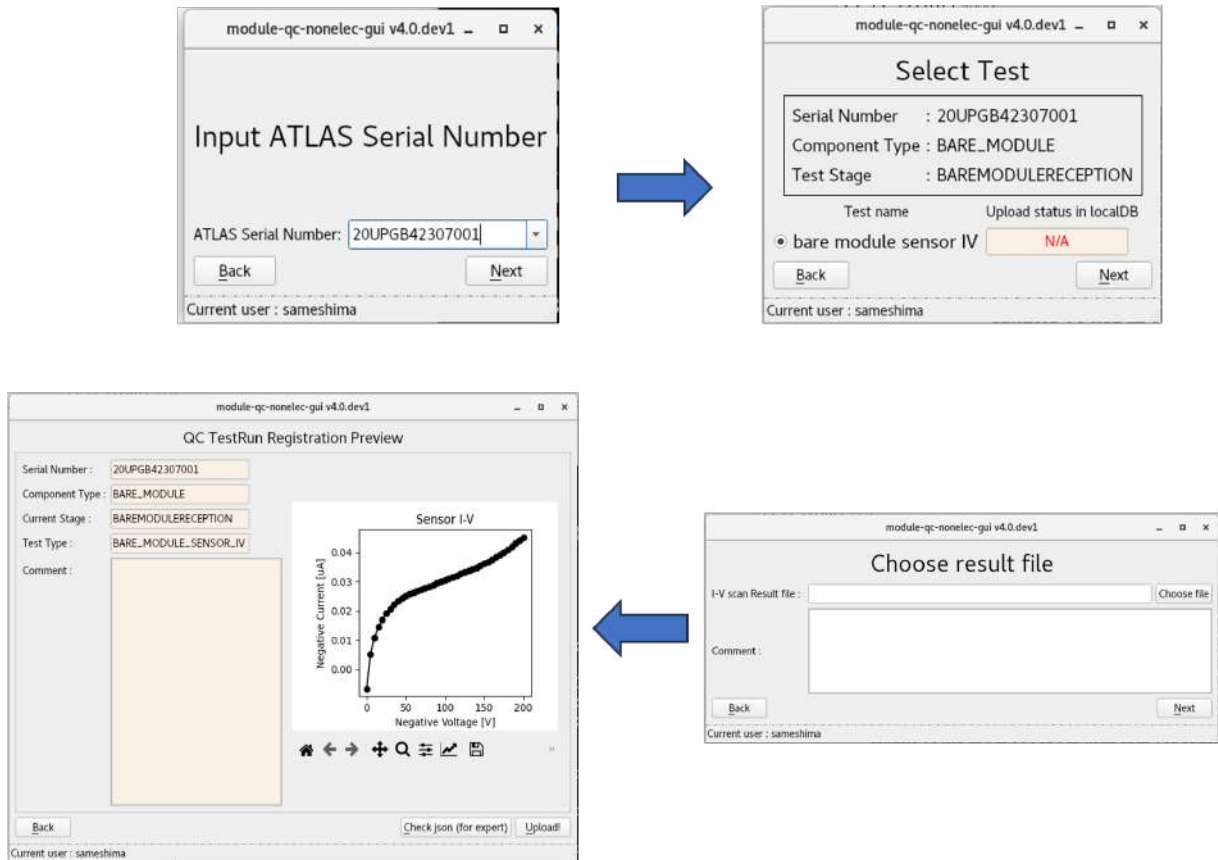 module-qc-nonelec-gui v4.0.dev1
Input ATLAS Serial Number
ATLAS Serial Number: 20UPGB42307001
Back Next
Current user : sameshima
module-qc-nonelec-gui v4.0.dev1
Select Test
Serial Number : 20UPGB42307001
Component Type : BARE_MODULE
Test Stage : BAREMODULERECEPTION
Test name Upload status in localDB
bare module sensor IV N/A
Back Next
Current user : sameshima
module-qc-nonelec-gui v4.0.dev1
Choose result file
I-V scan Result file : Choose file
Comment :
Back Next
Current user : sameshima
module-qc-nonelec-gui v4.0.dev1
QC TestRun Registration Preview
Serial Number : 20UPGB42307001
Component Type : BARE_MODULE
Current Stage : BAREMODULERECEPTION
Test Type : BARE_MODULE_SENSOR_IV
Comment :
Sensor I-V
Negative Current [uA]
0.04
0.03
0.02
0.01
0.00
0 50 100 150 200
Negative Voltage [V]
Back Check json (for expert) Upload!
Current user : sameshima